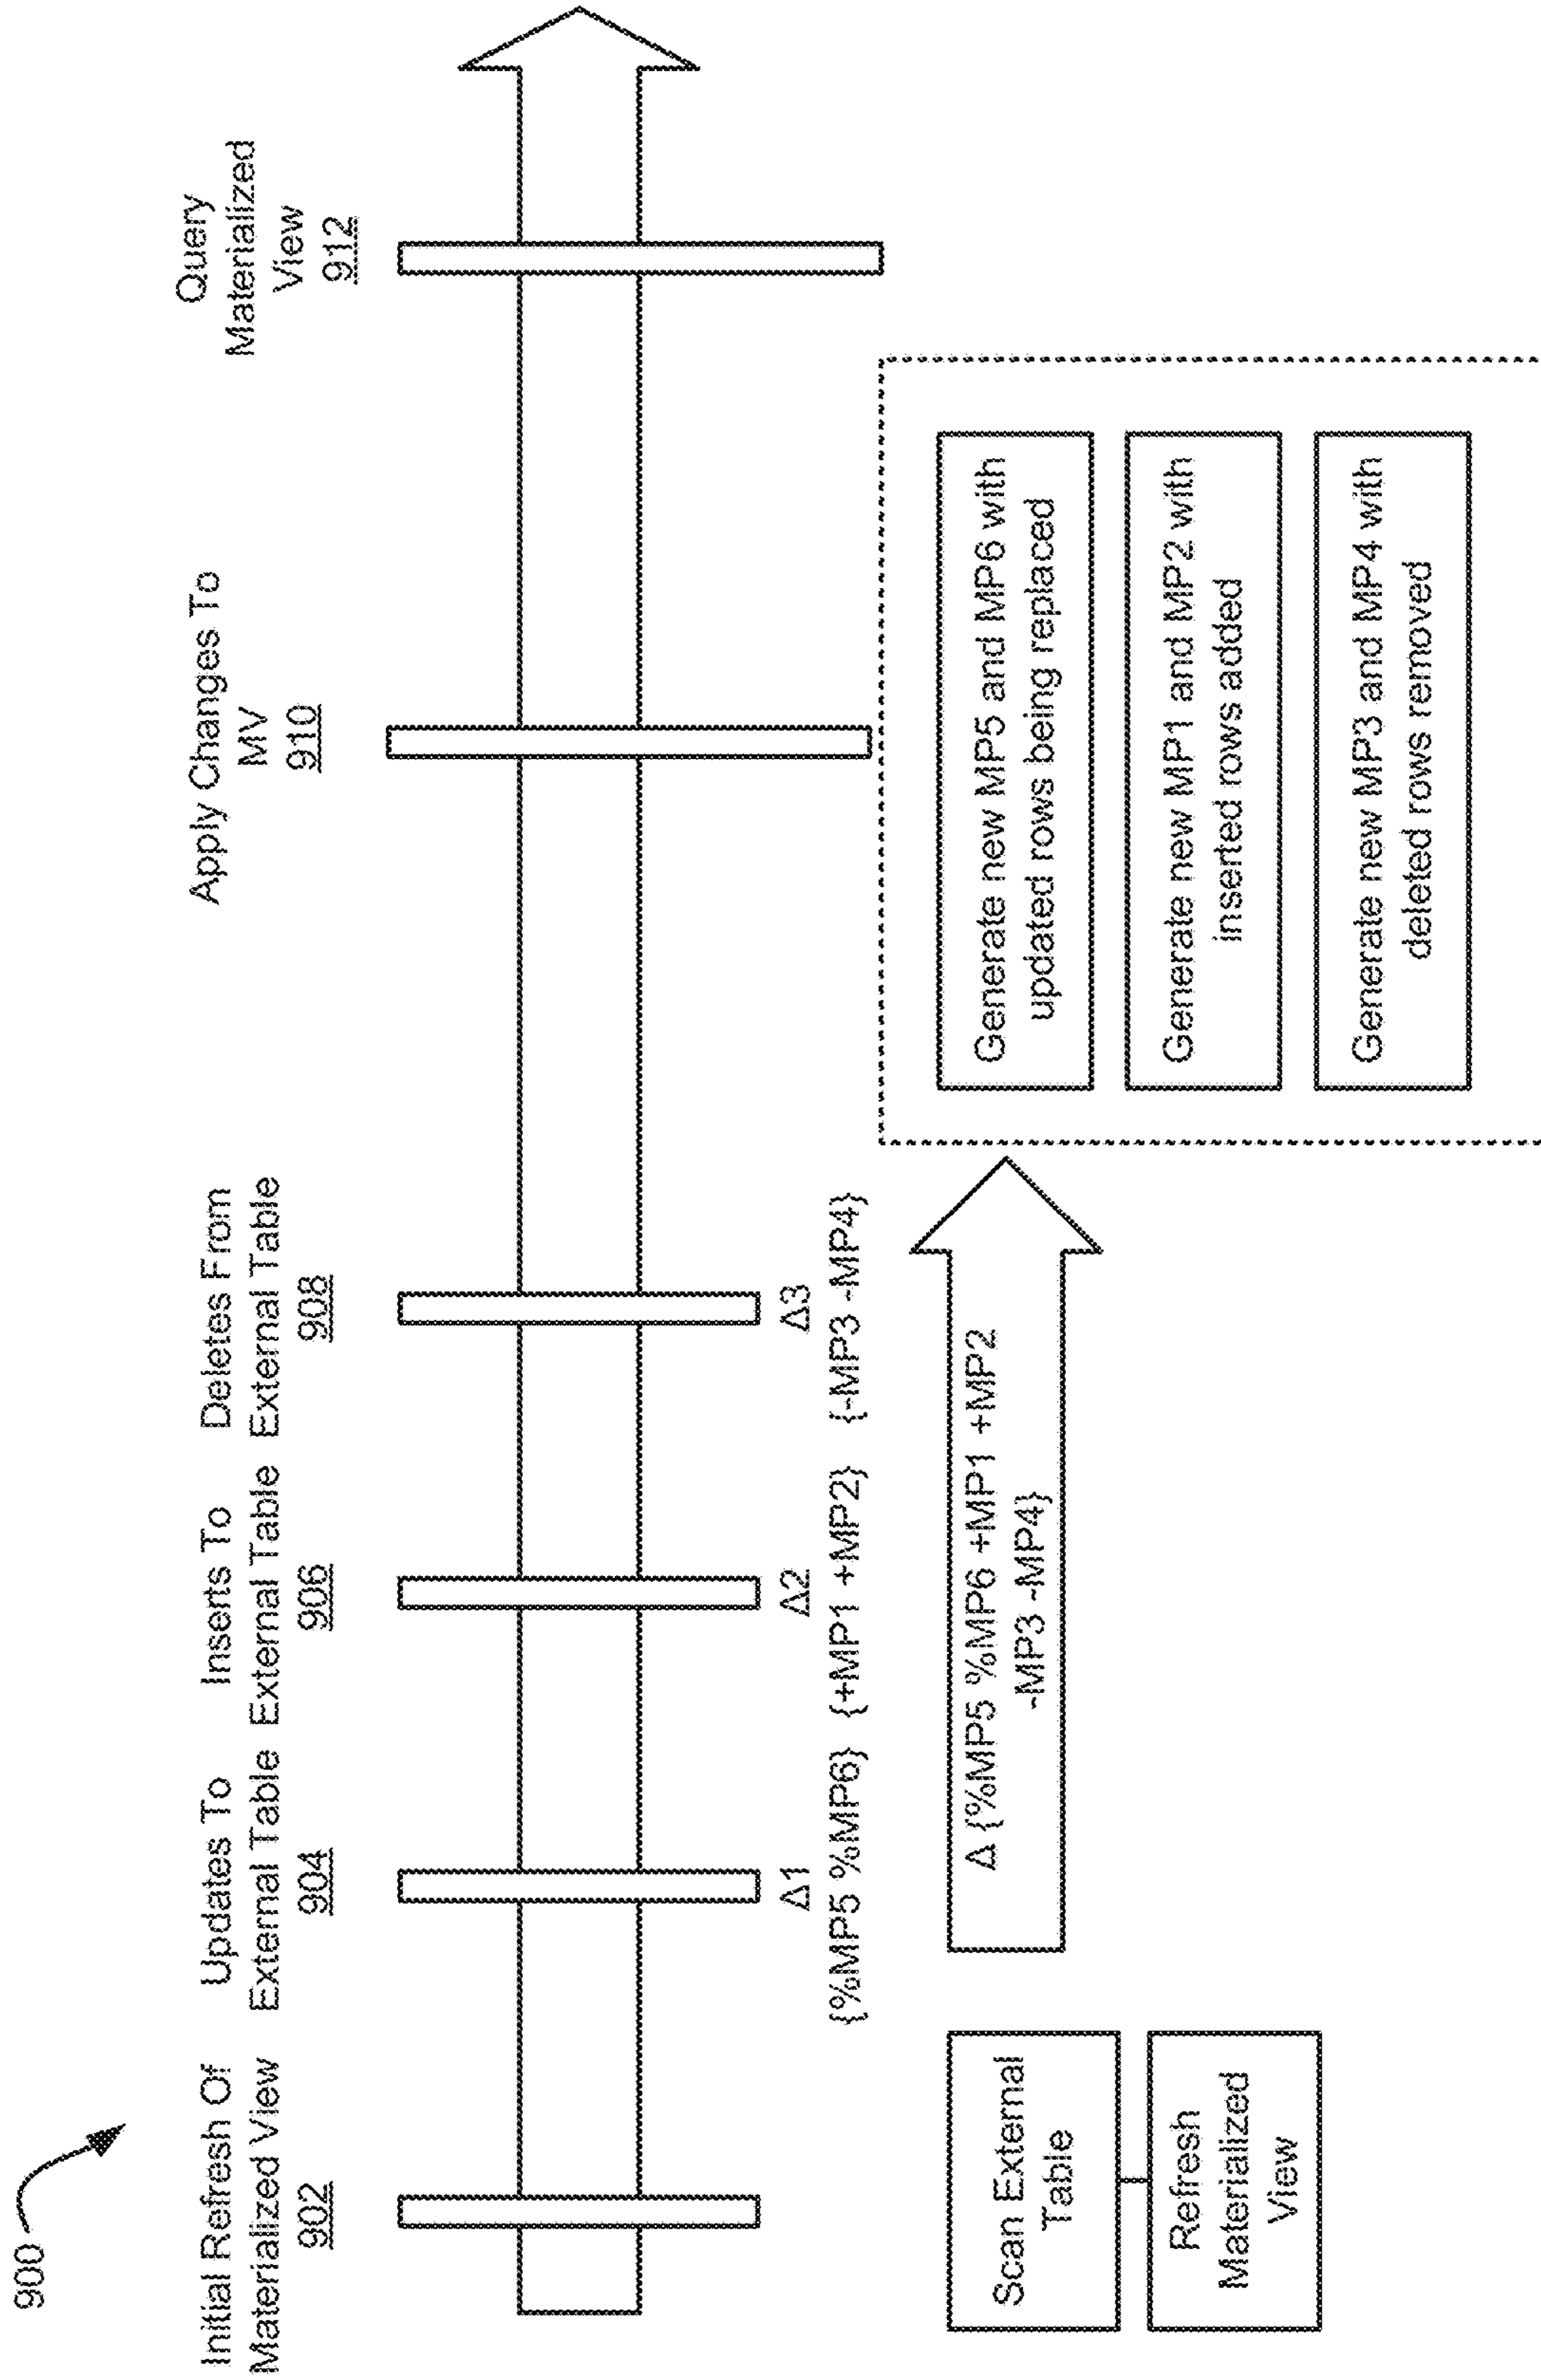 900
Initial Refresh Of
Materialized View
902
Updates To
External Table
904
Inserts To
External Table
906
Deletes From
External Table
908
Apply Changes To
MV
910
Query
Materialized
View
912
Δ1
{%MP5 %MP6}
Δ2
{+MP1 +MP2}
Δ3
{-MP3 -MP4}
Scan External
Table
Refresh
Materialized
View
Δ {%MP5 %MP6 +MP1 +MP2
-MP3 -MP4}
Generate new MP5 and MP6 with
updated rows being replaced
Generate new MP1 and MP2 with
inserted rows added
Generate new MP3 and MP4 with
deleted rows removed